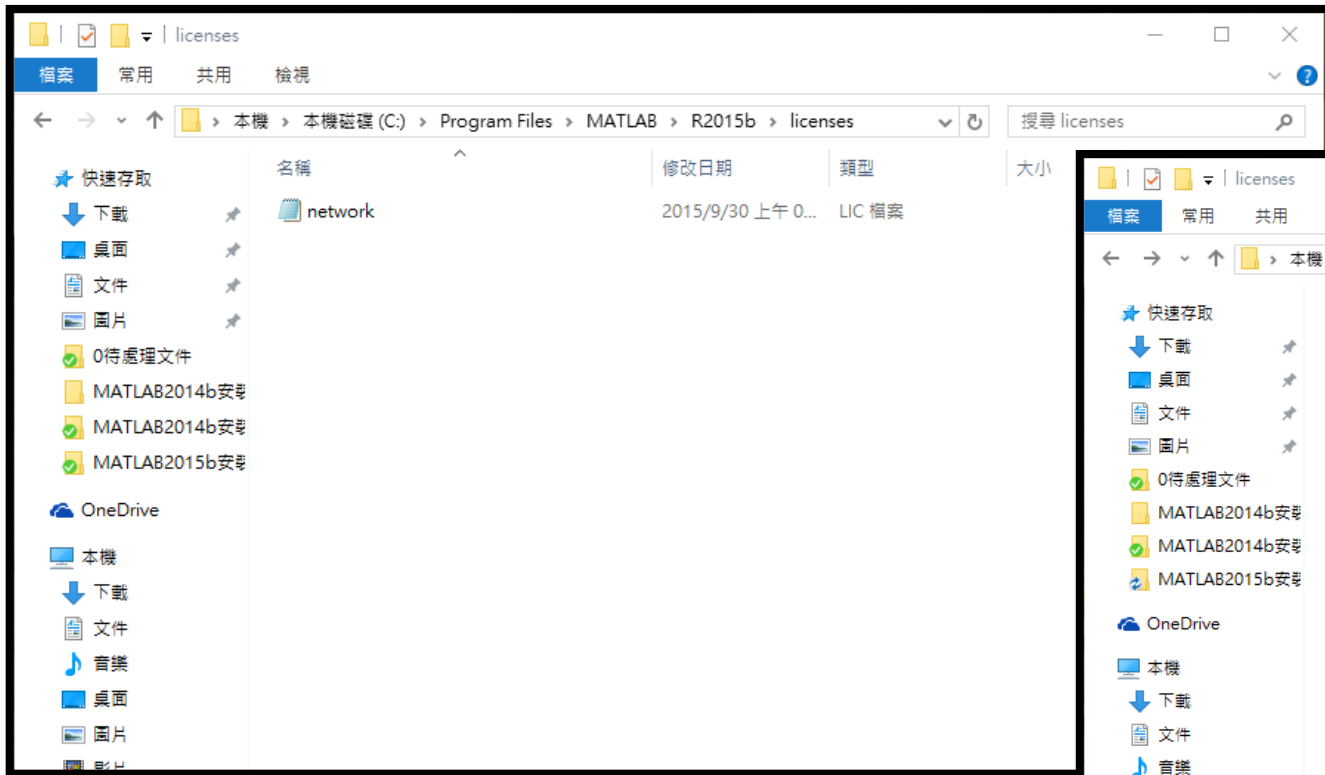 licenses
檔案 常用 共用 檢視
本機 本機磁碟 (C:) Program Files MATLAB R2015b licenses 搜尋 licenses
名稱 修改日期 類型 大小
快速存取
下載
桌面
文件
圖片
0待處理文件
MATLAB2014b安裝
MATLAB2014b安裝
MATLAB2015b安裝
OneDrive
本機
下載
文件
音樂
桌面
圖片
network 2015/9/30 上午 0... LIC 檔案
licenses
檔案 常用 共用
本機
快速存取
下載
桌面
文件
圖片
0待處理文件
MATLAB2014b安裝
MATLAB2014b安裝
MATLAB2015b安裝
OneDrive
本機
下載
文件
音樂